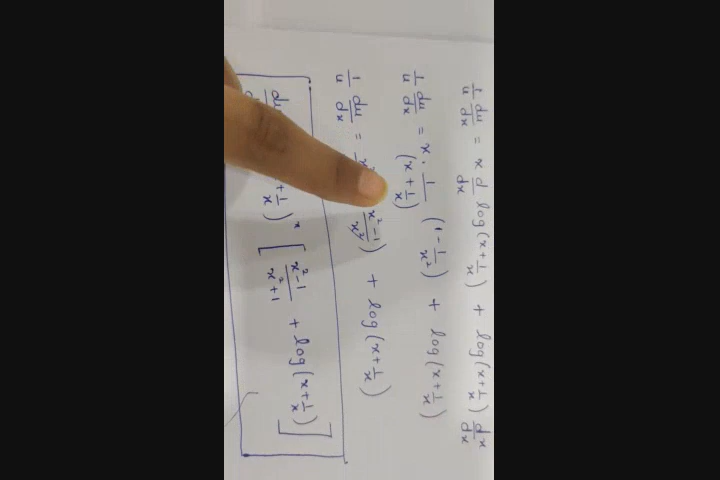 1/u du/dx = x d/dx log(x+1/x) + log(x+1/x) dx/dx
1/u du/dx = x . 1/(x+1/x) (1-1/x²) + log(x+1/x)
1/u du/dx = x²-1/x²) + log(x+1/x)
du +1/x)ˣ [x²-1/x²+1 + log(x+1/x)]